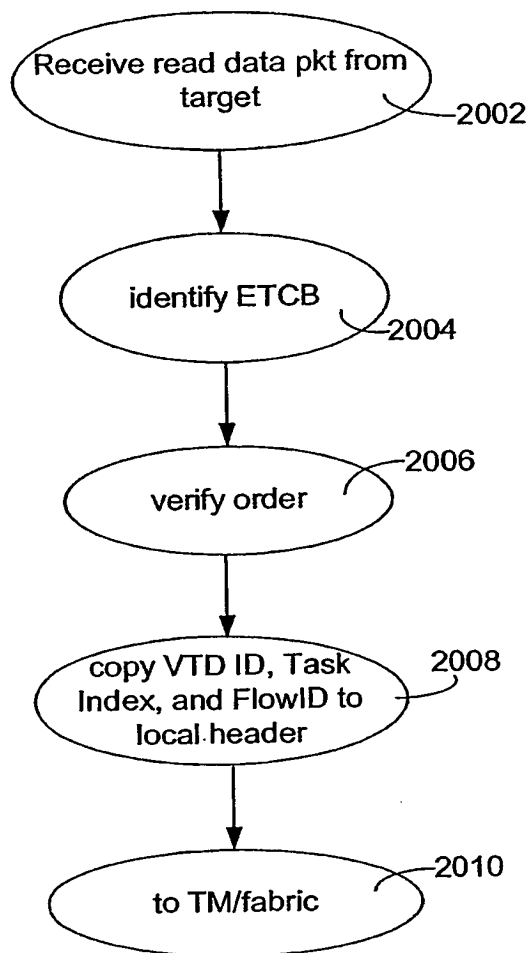 Receive read data pkt from
target
2002
identify ETCB
2004
2006
verify order
copy VTD ID, Task
Index, and FlowID to
local header
2008
2010
to TM/fabric